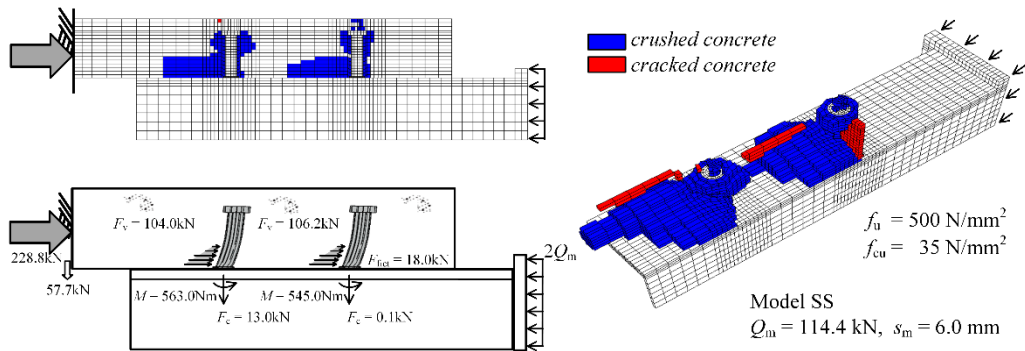 crushed concrete
cracked concrete
F_v = 104.0kN
F_v = 106.2kN
F_fict = 18.0kN
228.8kN
57.7kN
2Q_m
M = 563.0Nm
M = 545.0Nm
F_c = 13.0kN
F_c = 0.1kN
f_u = 500 N/mm²
f_cu = 35 N/mm²
Model SS
Q_m = 114.4 kN, s_m = 6.0 mm